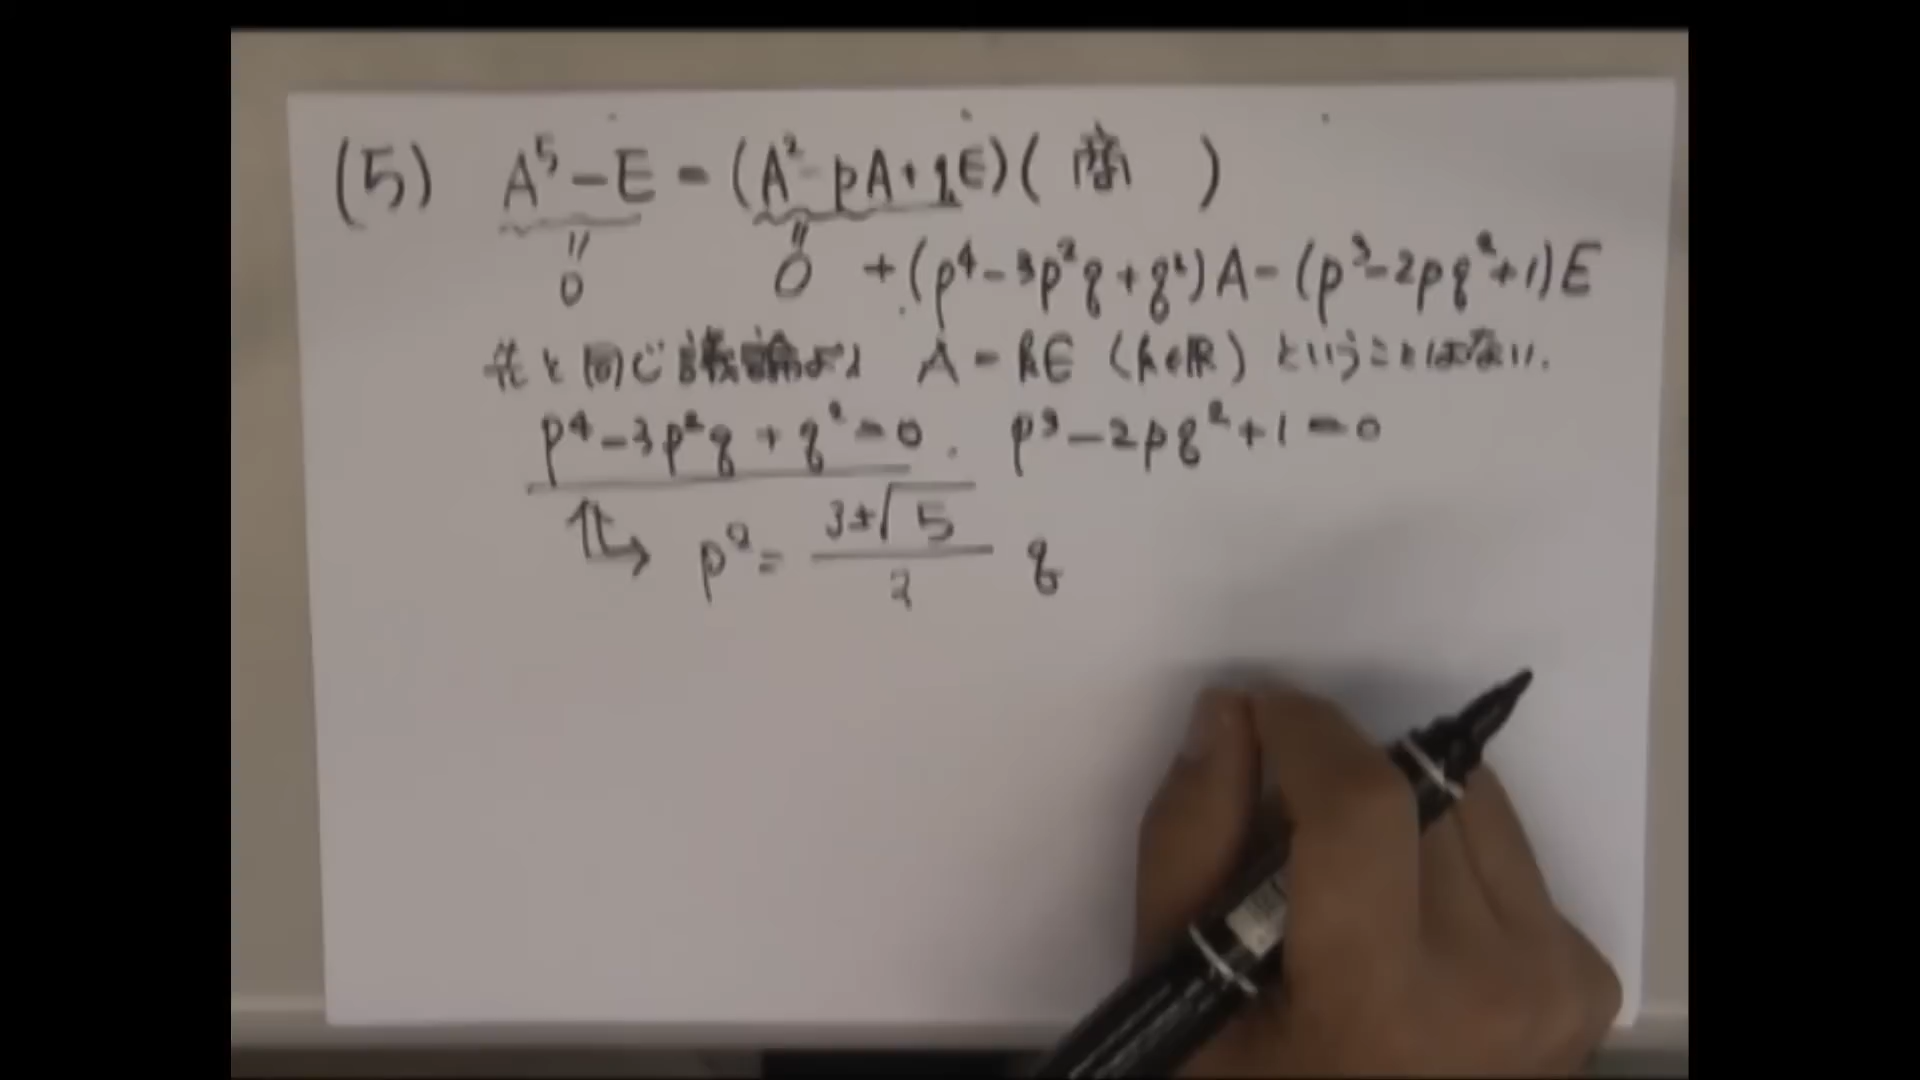 (5) A⁵－E＝(A²－pA＋qE)( 商 )
〃 〃
0 0 ＋(p⁴－3p²q＋q²)A－(p³－2pq²＋1)E
と同じ議論より A＝kE (k∈ℝ) ということはない.
p⁴－3p²q＋q²＝0. p³－2pq²＋1＝0
p²＝(3±√5)/2 q